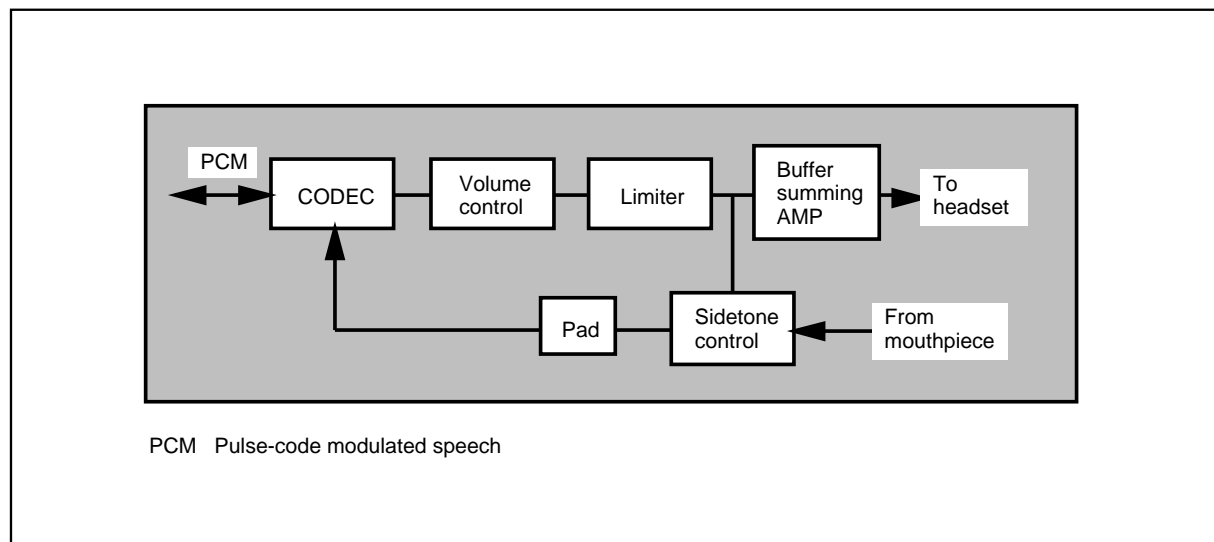 PCM
CODEC
Volume
control
Limiter
Buffer
summing
AMP
To
headset
Pad
Sidetone
control
From
mouthpiece
PCM Pulse-code modulated speech